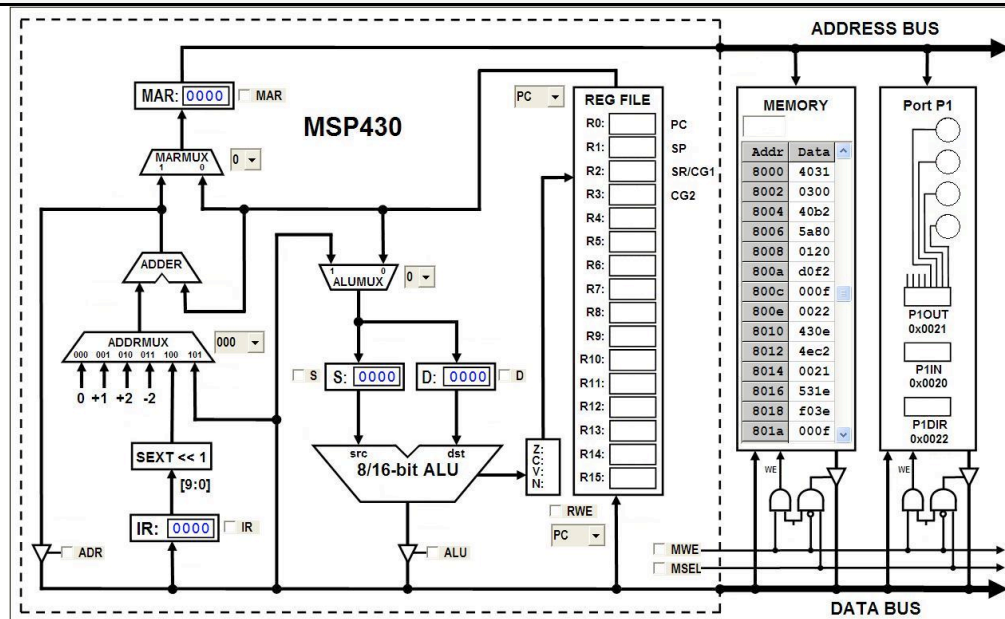 ADDRESS BUS
MAR: 0000 MAR
MSP430
MARMUX
1 0
0
ADDER
ADDRMUX
000 001 010 011 100 101
000
0 +1 +2 -2
SEXT << 1
[9:0]
IR: 0000 IR
ADR
1 0
ALUMUX
0
S S: 0000
D: 0000 D
src dst
8/16-bit ALU
ALU
Z:
C:
V:
N:
PC
REG FILE
R0: PC
R1: SP
R2: SR/CG1
R3: CG2
R4:
R5:
R6:
R7:
R8:
R9:
R10:
R11:
R12:
R13:
R14:
R15:
RWE
PC
MEMORY
Addr Data
8000 4031
8002 0300
8004 40b2
8006 5a80
8008 0120
800a d0f2
800c 000f
800e 0022
8010 430e
8012 4ec2
8014 0021
8016 531e
8018 f03e
801a 000f
WE
Port P1
P1OUT
0x0021
P1IN
0x0020
P1DIR
0x0022
WE
MWE
MSEL
DATA BUS